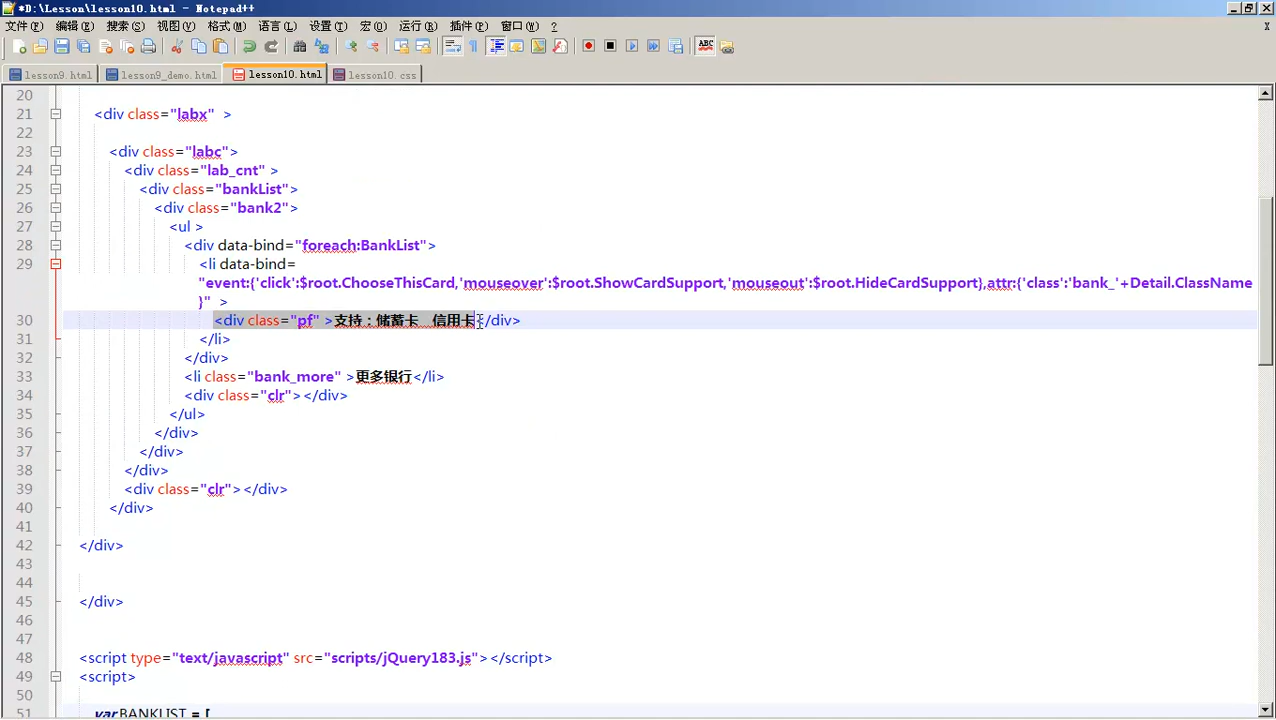 *D:\Lesson\lesson10.html - Notepad++
文件(F) 编辑(E) 搜索(S) 视图(V) 格式(M) 语言(L) 设置(T) 宏(O) 运行(R) 插件(P) 窗口(W) ? X
ABC
lesson9.html lesson9_demo.html lesson10.html lesson10.css
20
21 <div class="labx" >
22
23 <div class="labc">
24 <div class="lab_cnt" >
25 <div class="bankList">
26 <div class="bank2">
27 <ul >
28 <div data-bind="foreach:BankList">
29 <li data-bind=
"event:{'click':$root.ChooseThisCard,'mouseover':$root.ShowCardSupport,'mouseout':$root.HideCardSupport},attr:{'class':'bank_'+Detail.ClassName
}" >
30 <div class="pf" >支持：储蓄卡 信用卡</div>
31 </li>
32 </div>
33 <li class="bank_more" >更多银行</li>
34 <div class="clr"></div>
35 </ul>
36 </div>
37 </div>
38 </div>
39 <div class="clr"></div>
40 </div>
41
42 </div>
43
44
45 </div>
46
47
48 <script type="text/javascript" src="scripts/jQuery183.js"></script>
49 <script>
50
51 var BANKLIST = [